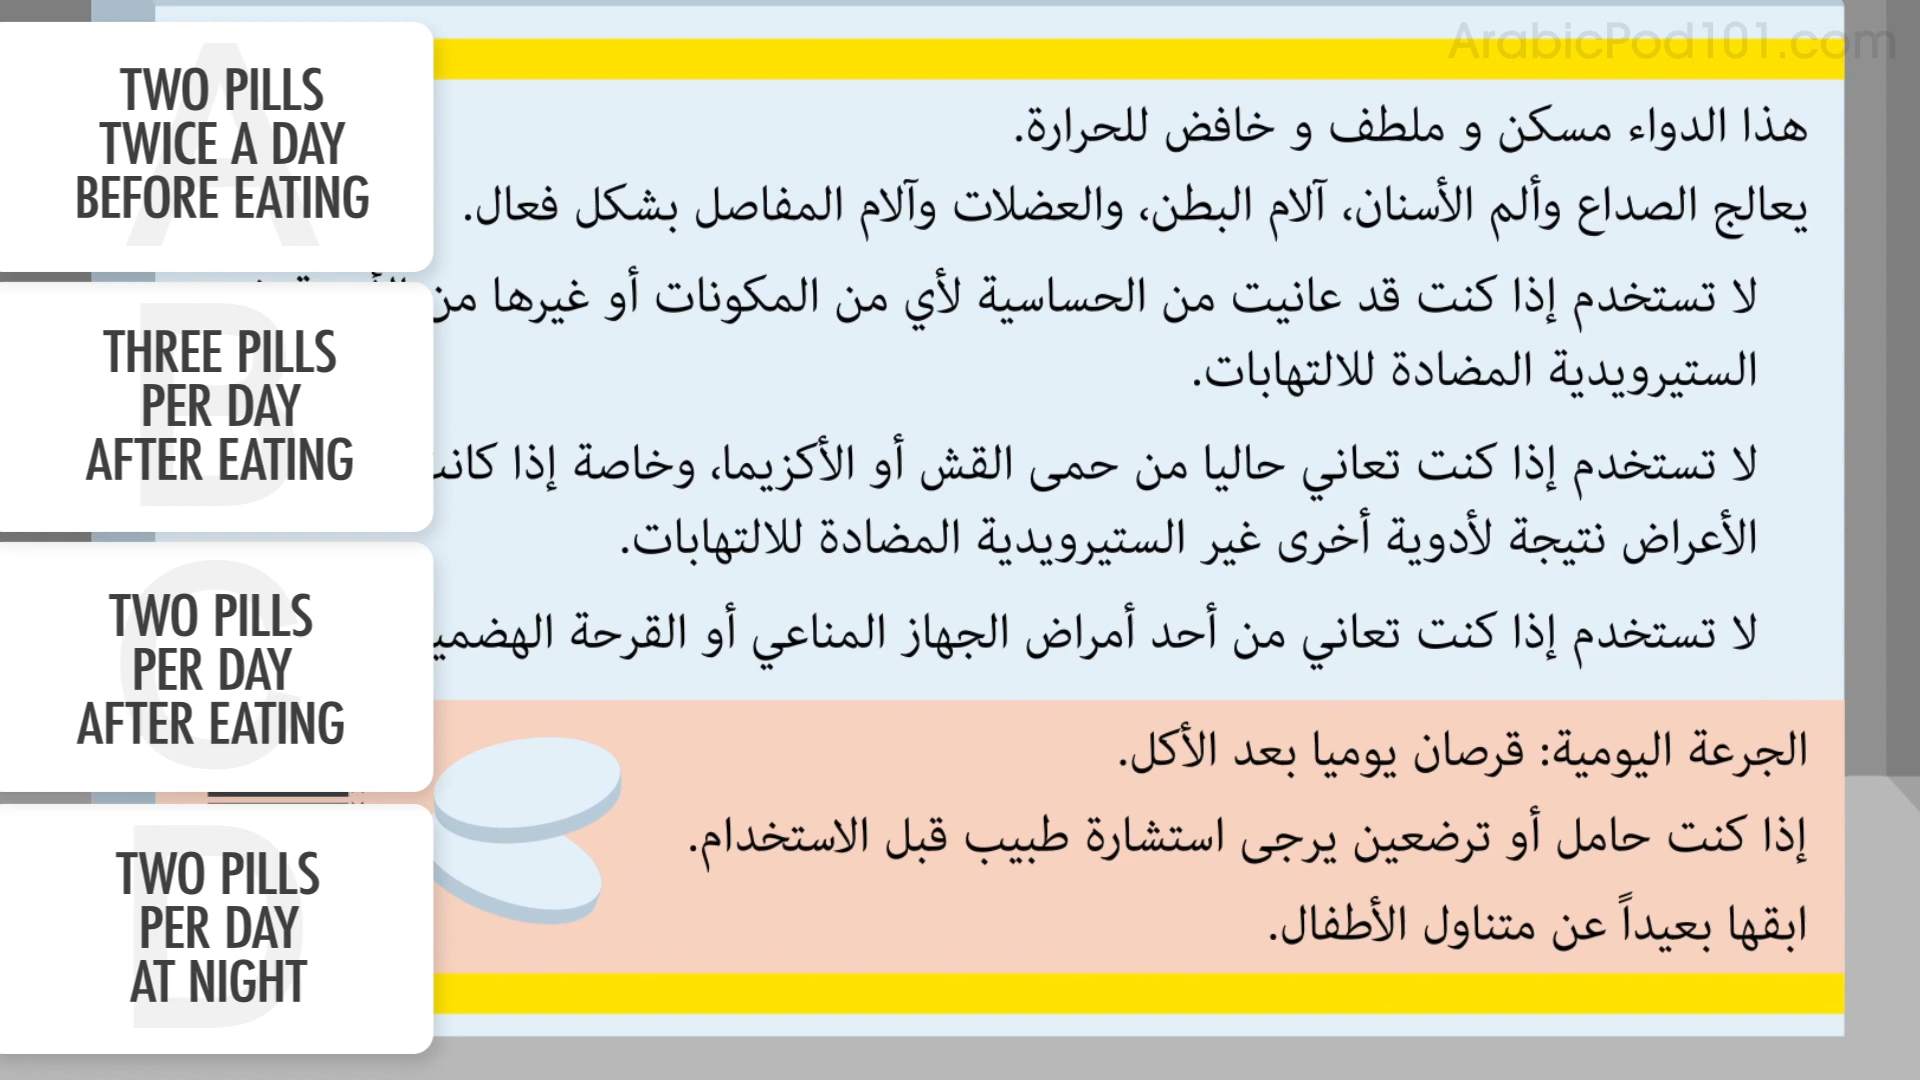 ArabicPod101.com
A
TWO PILLS
TWICE A DAY
BEFORE EATING
B
THREE PILLS
PER DAY
AFTER EATING
C
TWO PILLS
PER DAY
AFTER EATING
D
TWO PILLS
PER DAY
AT NIGHT
هذا الدواء مسكن و ملطف و خافض للحرارة.
يعالج الصداع وألم الأسنان، آلام البطن، والعضلات وآلام المفاصل بشكل فعال.
لا تستخدم إذا كنت قد عانيت من الحساسية لأي من المكونات أو غيرها من
الستيرويدية المضادة للالتهابات.
لا تستخدم إذا كنت تعاني حاليا من حمى القش أو الأكزيما، وخاصة إذا
الأعراض نتيجة لأدوية أخرى غير الستيرويدية المضادة للالتهابات.
لا تستخدم إذا كنت تعاني من أحد أمراض الجهاز المناعي أو القرحة
الجرعة اليومية: قرصان يوميا بعد الأكل.
إذا كنت حامل أو ترضعين يرجى استشارة طبيب قبل الاستخدام.
ابقها بعيداً عن متناول الأطفال.